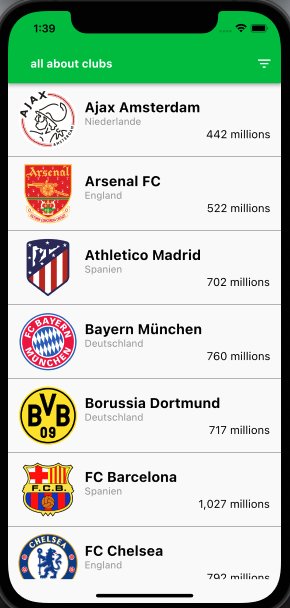 1:39
all about clubs
AJAX
AMSTERDAM
Ajax Amsterdam
Niederlande
442 millions
Arsenal
Arsenal FC
England
522 millions
Athletico Madrid
Spanien
702 millions
FC BAYERN
MÜNCHEN
Bayern München
Deutschland
760 millions
BVB
09
Borussia Dortmund
Deutschland
717 millions
F.C.B.
FC Barcelona
Spanien
1,027 millions
CHELSEA
FC Chelsea
England
792 millions